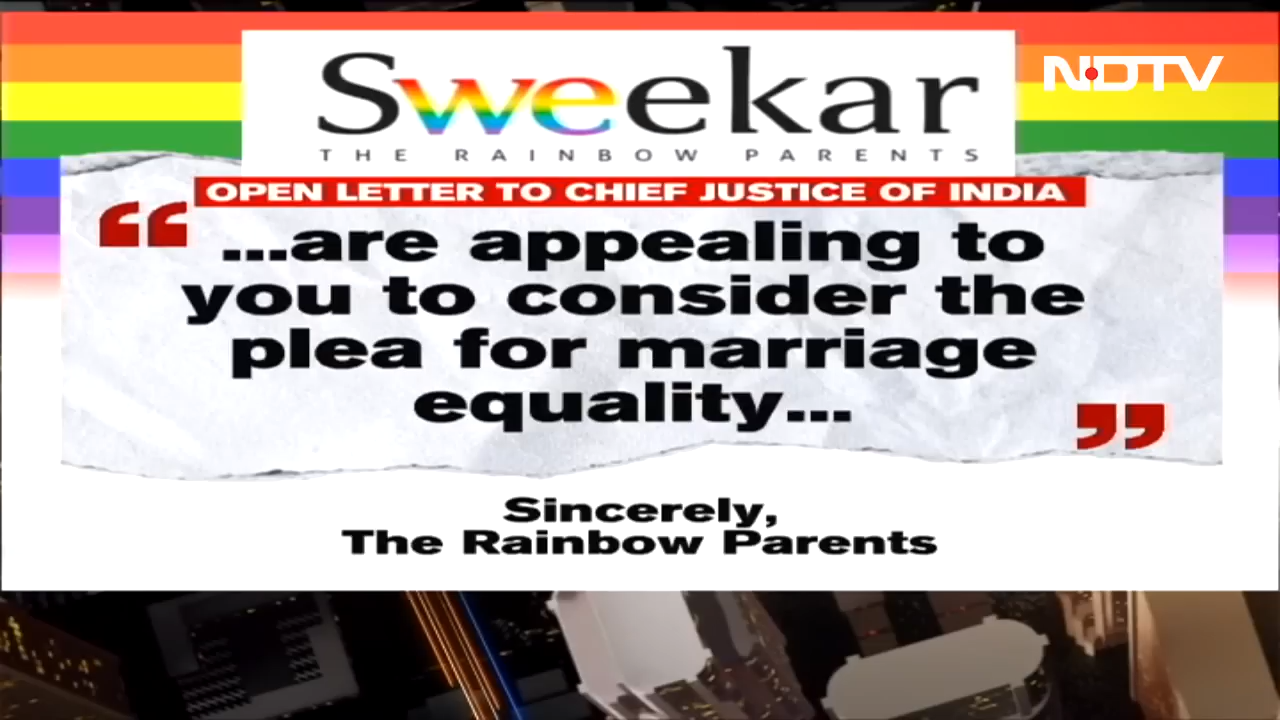 Sweekar
THE RAINBOW PARENTS
NDTV
OPEN LETTER TO CHIEF JUSTICE OF INDIA
“ ...are appealing to
you to consider the
plea for marriage
equality... ”
Sincerely,
The Rainbow Parents